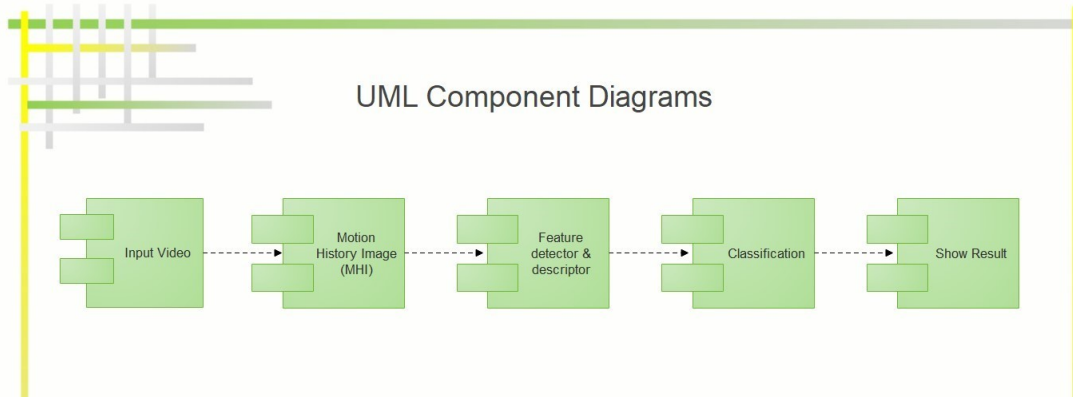 UML Component Diagrams
Input Video
Motion
History Image
(MHI)
Feature
detector &
descriptor
Classification
Show Result